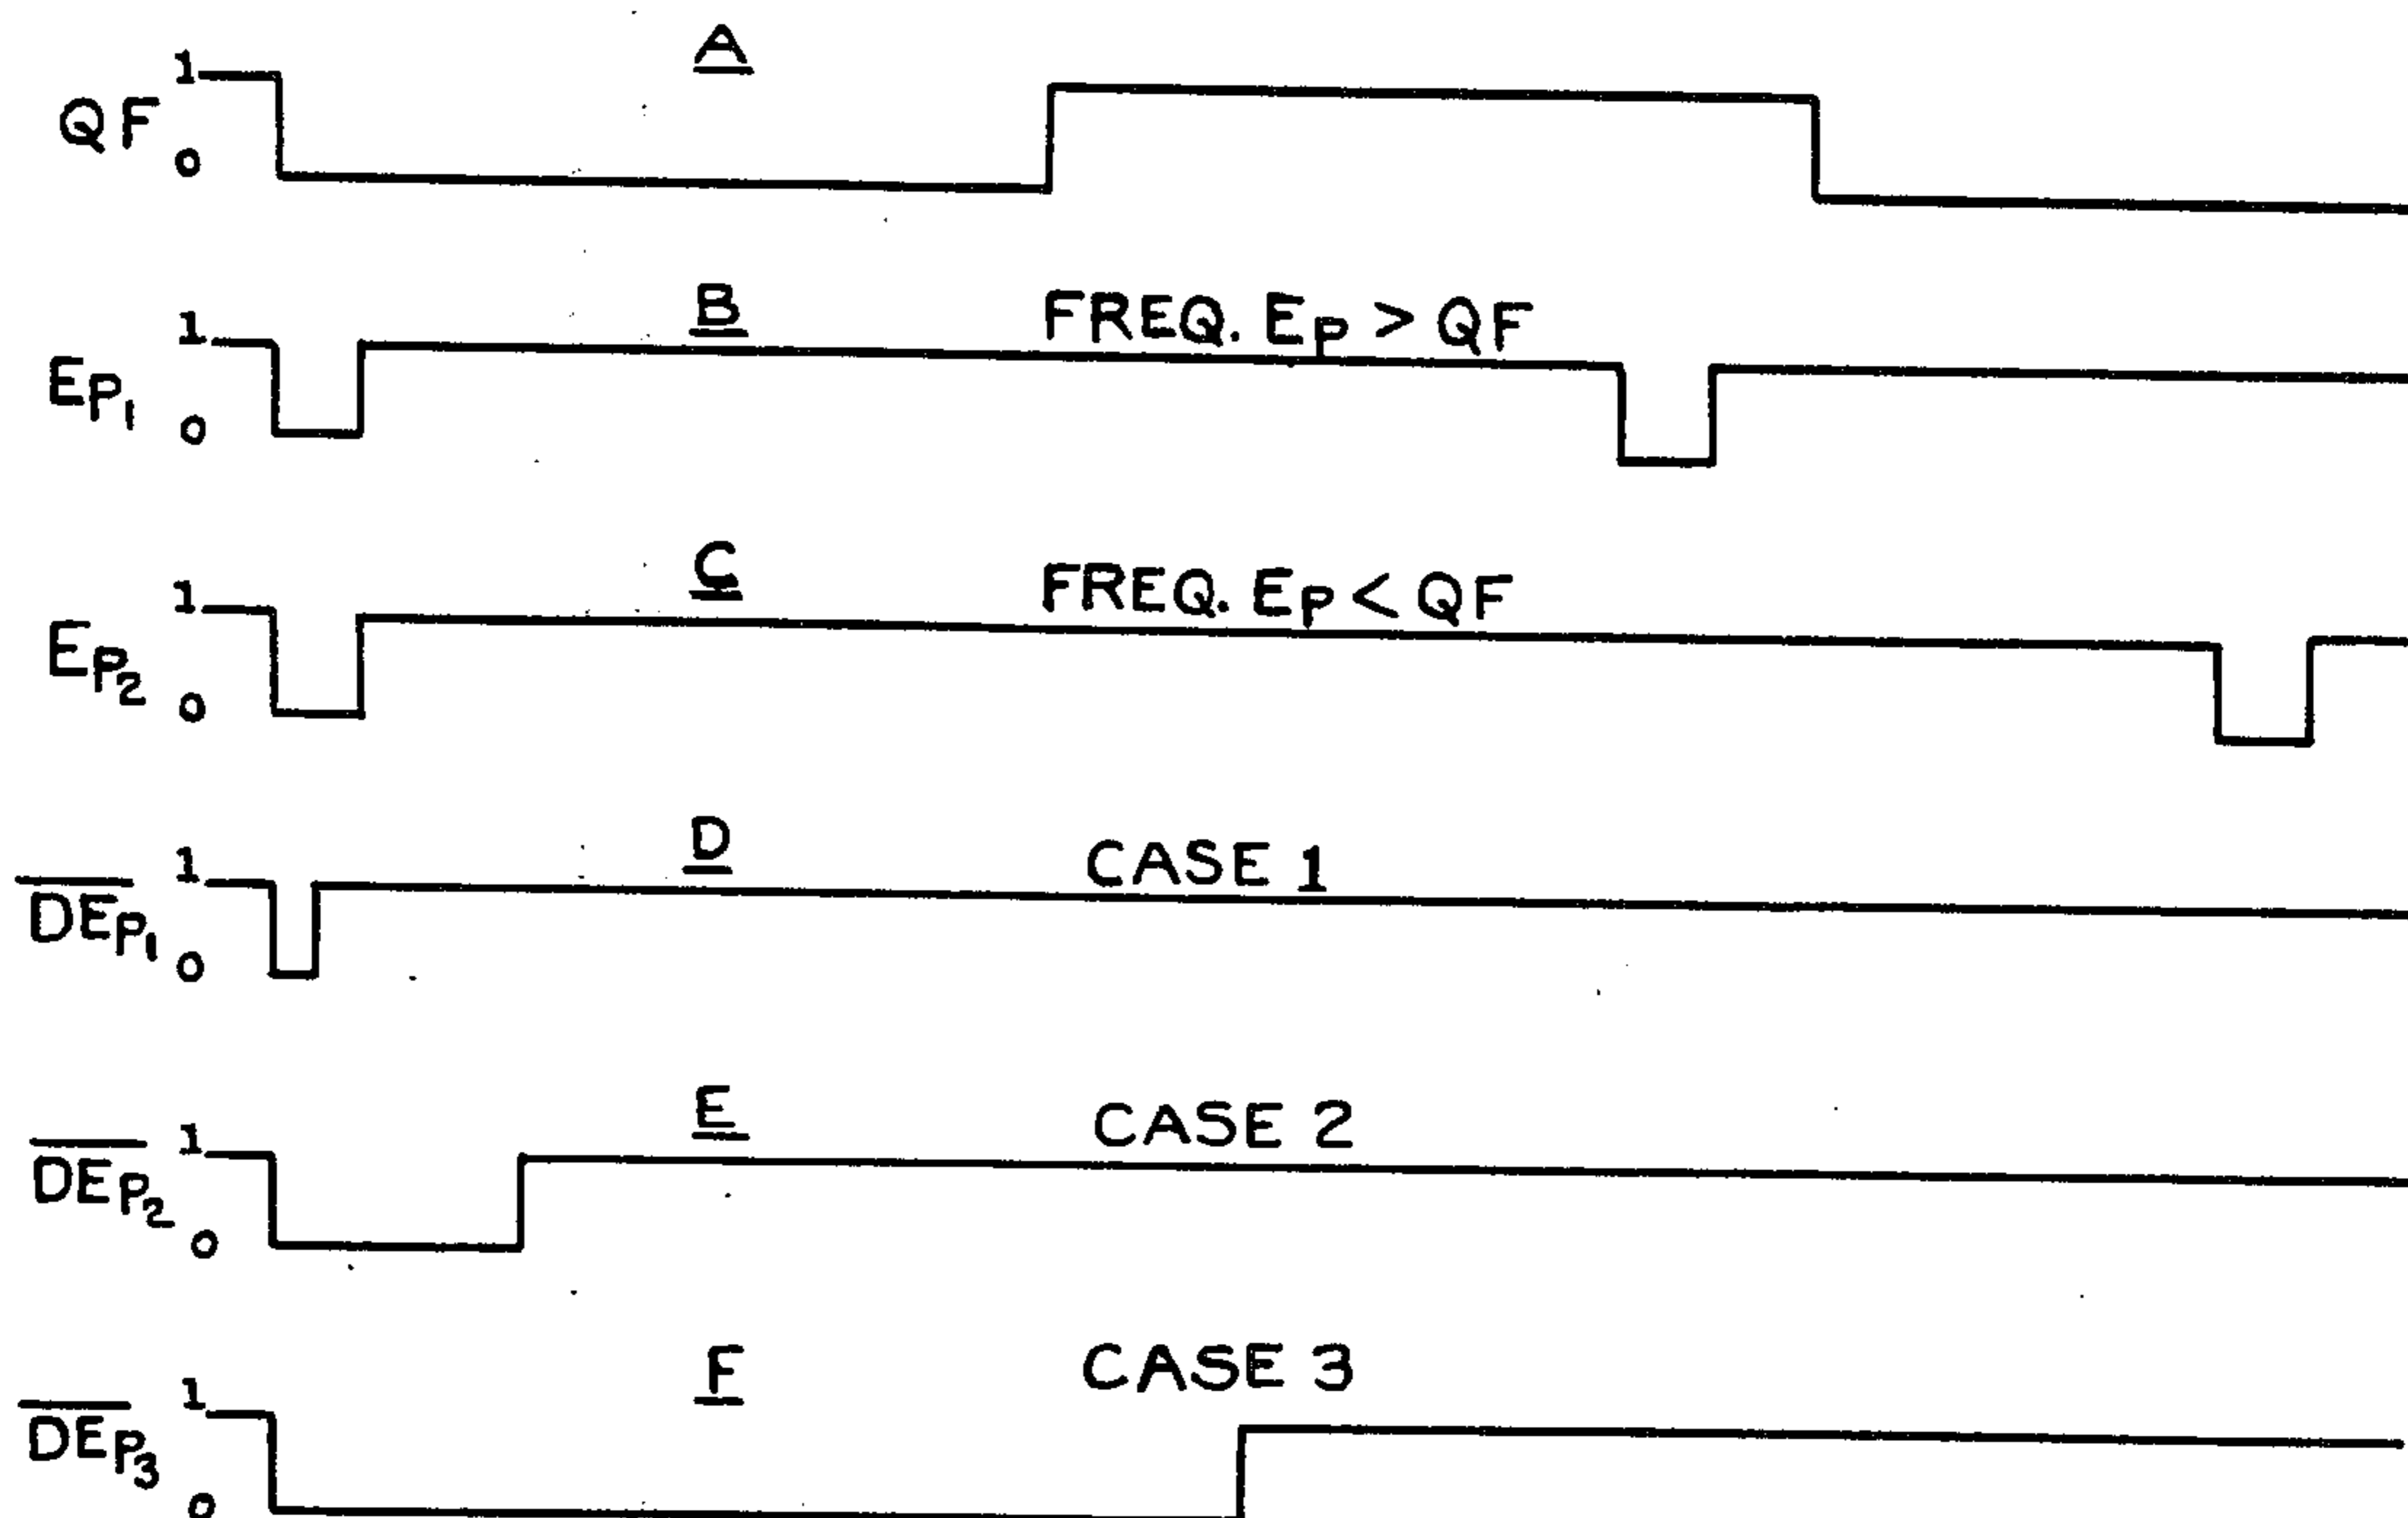 A
1
QF
0
B
FREQ. EP > QF
1
EP1
0
C
FREQ. EP < QF
1
EP2
0
D
CASE 1
1
DEP1
0
E
CASE 2
1
DEP2
0
F
CASE 3
1
DEP3
0